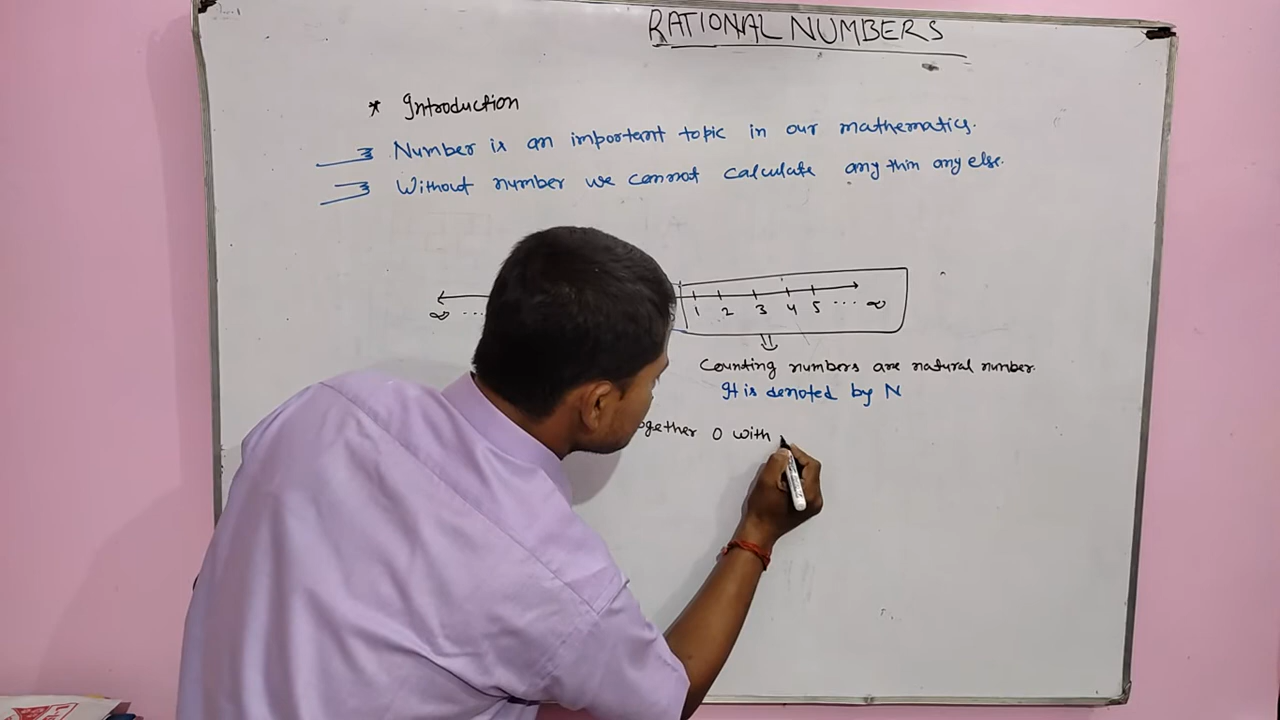 RATIONAL NUMBERS
* Introduction
Number is an important topic in our mathematics.
Without number we cannot calculate any thin any else.
∞ ... 1 2 3 4 5 ... ∞
Counting numbers are natural number.
It is denoted by N
ogether 0 with